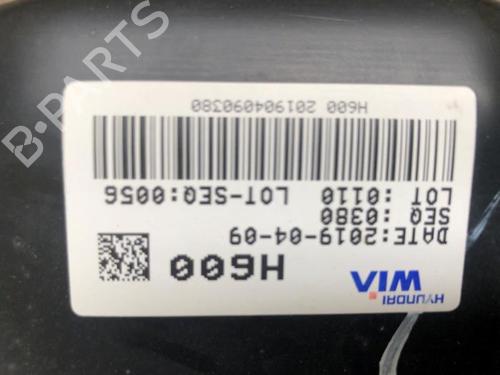 HYUNDAI
WIA
H600
DATE:2019-04-09
SEQ :0380
LOT :0110 LOT-SEQ:0056
H600 201904090380
B-PARTS